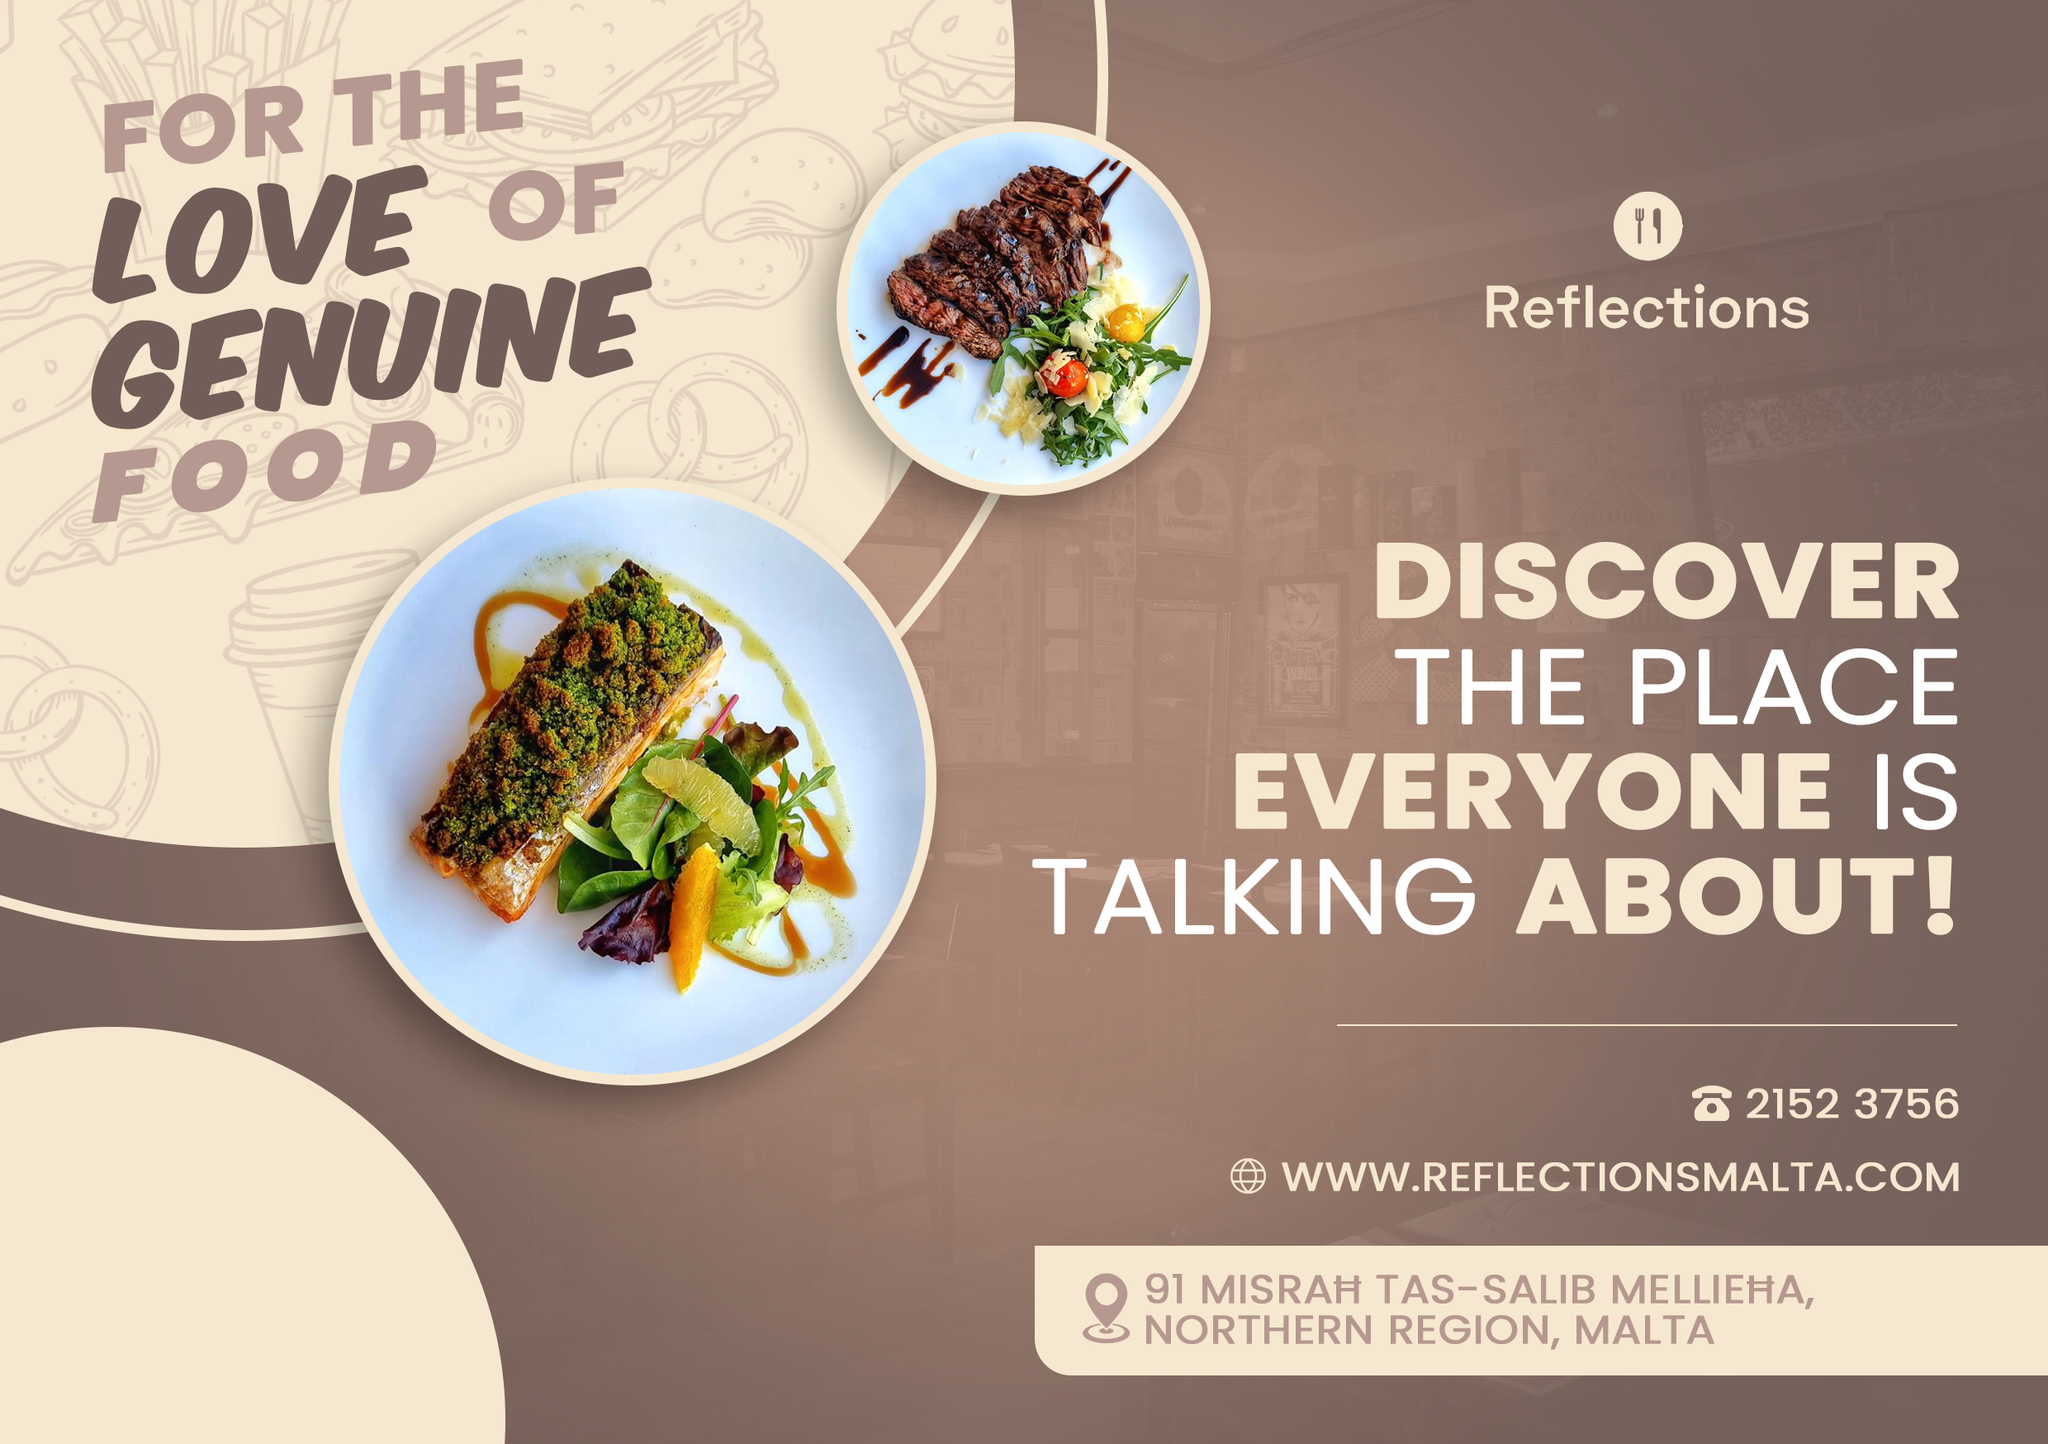 FOR THE
LOVE OF
GENUINE
FOOD
Reflections
DISCOVER
THE PLACE
EVERYONE IS
TALKING ABOUT!
2152 3756
WWW.REFLECTIONSMALTA.COM
91 MISRAĦ TAS-SALIB MELLIEĦA,
NORTHERN REGION, MALTA